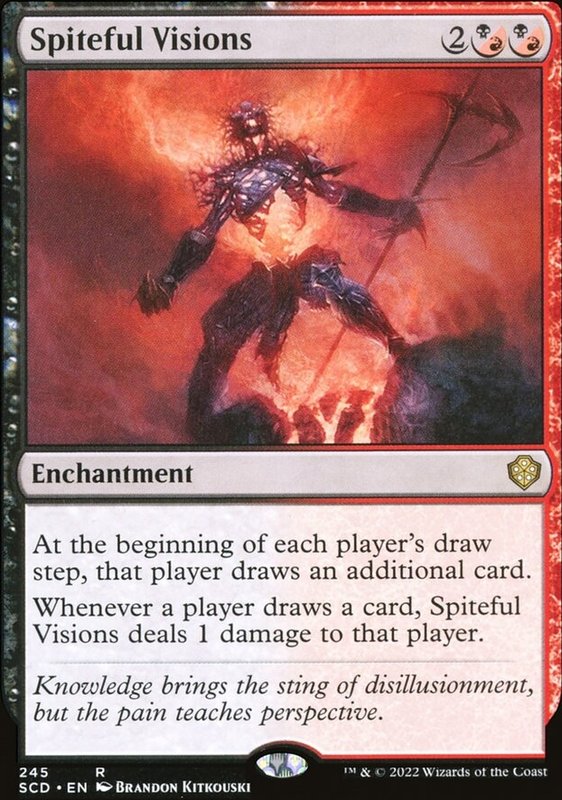 Spiteful Visions 2
Enchantment
At the beginning of each player's draw
step, that player draws an additional card.
Whenever a player draws a card, Spiteful
Visions deals 1 damage to that player.
Knowledge brings the sting of disillusionment,
but the pain teaches perspective.
245 R
SCD • EN Brandon Kitkouski ™ & © 2022 Wizards of the Coast